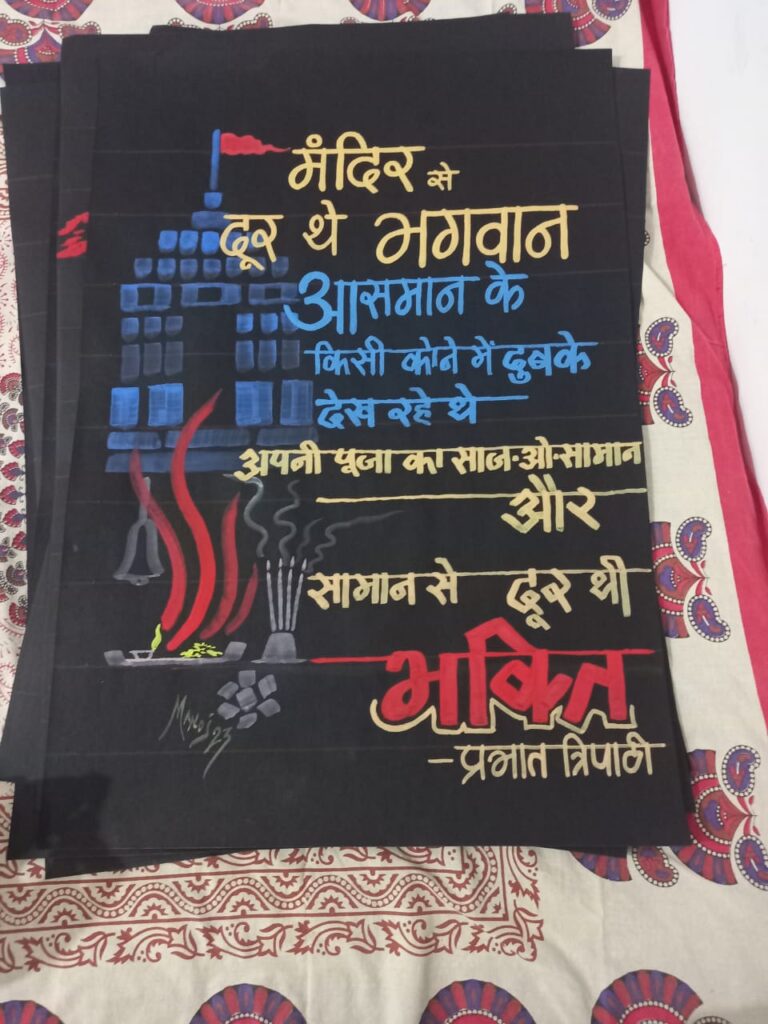 मंदिर से
दूर थे भगवान
आसमान के
किसी कोने में दुबके
देख रहे थे
अपनी पूजा का साज-ओ-सामान
और
सामान से दूर थी
भक्ति
- प्रभात त्रिपाठी